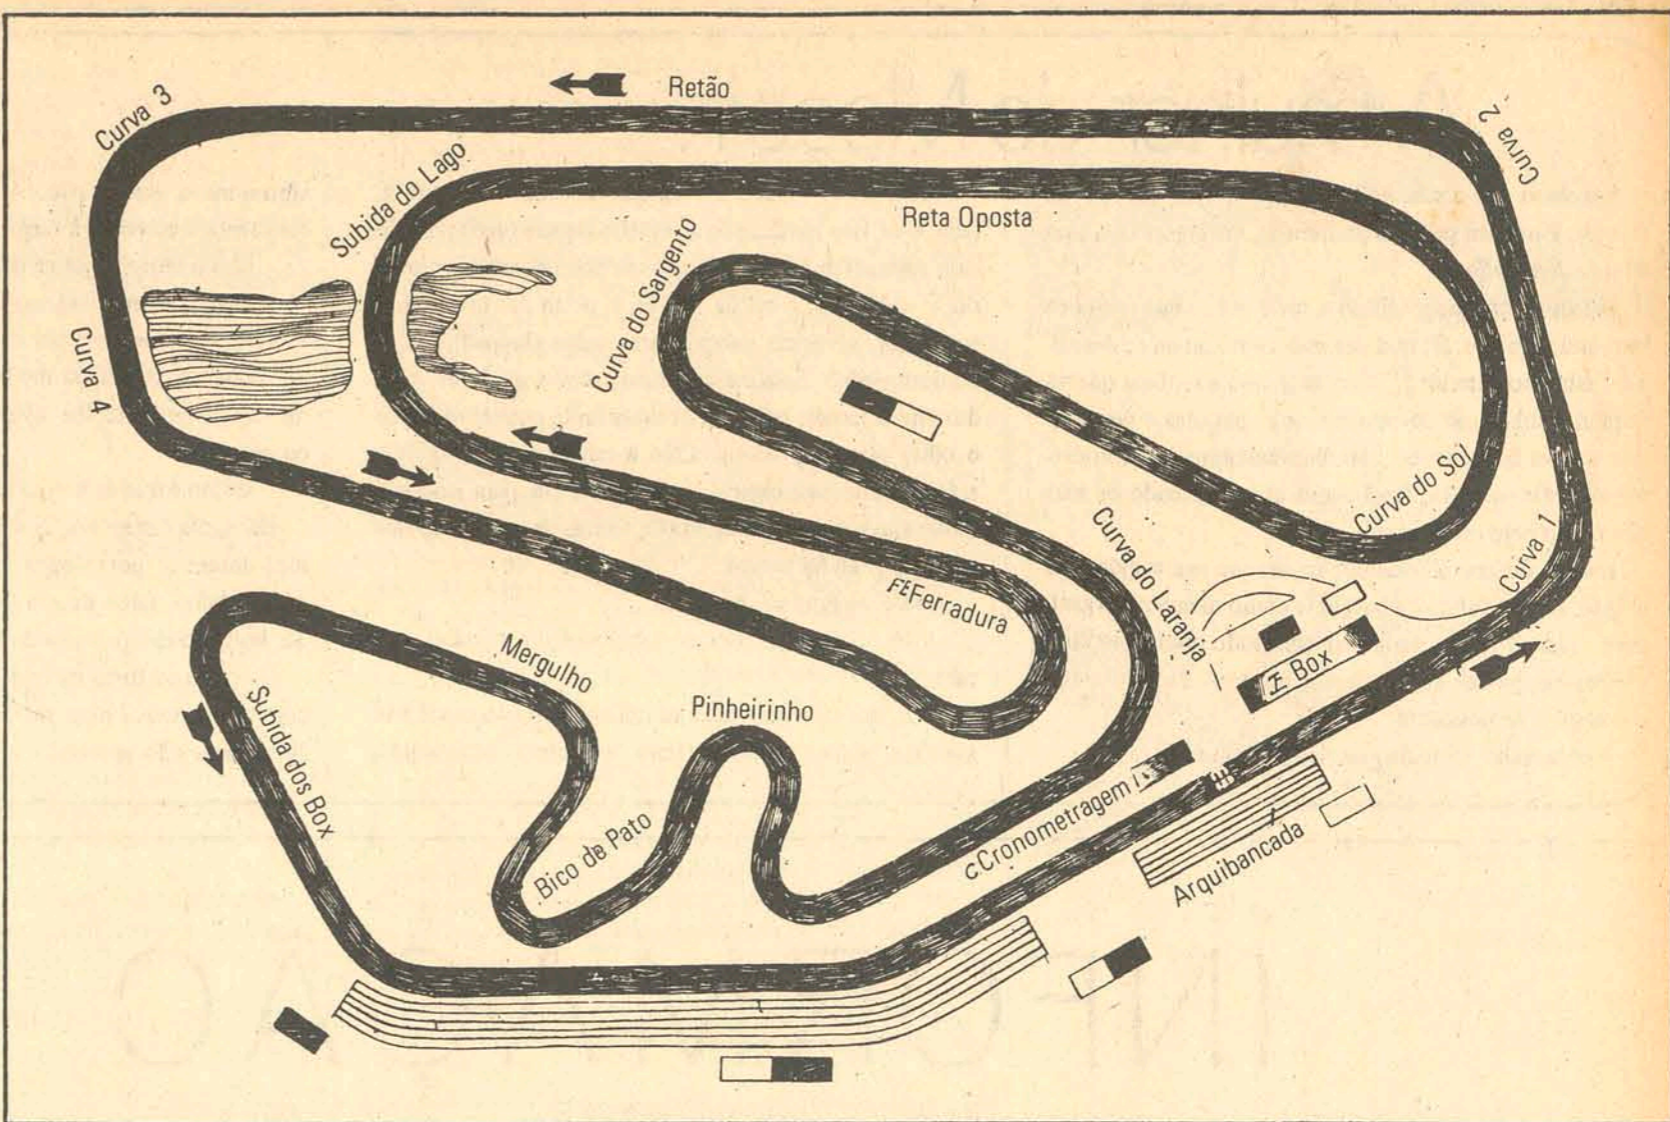 Retão
Curva 3
Curva 2
Subida do Lago
Reta Oposta
Curva do Sargento
Curva 4
Curva do Sol
Curva 1
Curva do Laranja
Ferradura
Box
Mergulho
Pinheirinho
Subida dos Box
Bico de Pato
Cronometragem
Arquibancada